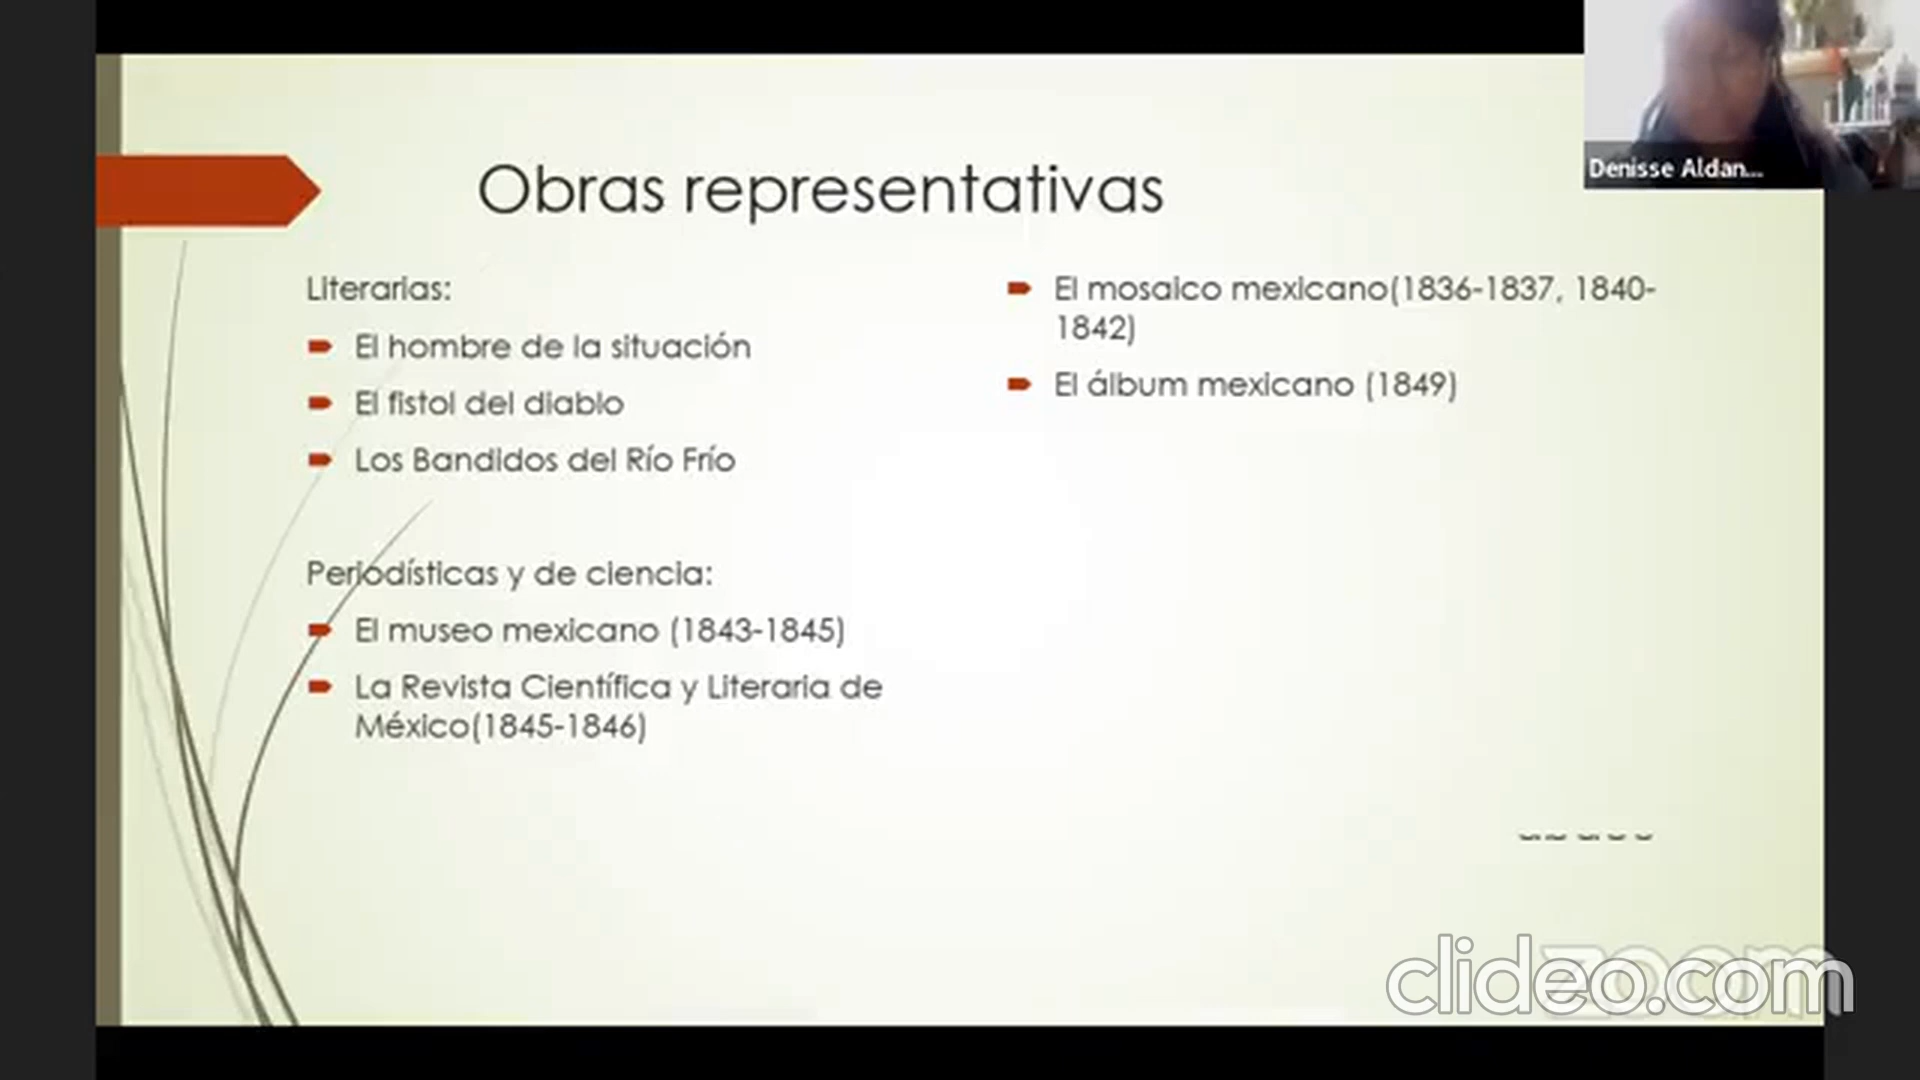 Denisse Aldan...
Obras representativas
Literarias:
El hombre de la situación
El fistol del diablo
Los Bandidos del Río Frío
Periodísticas y de ciencia:
El museo mexicano (1843-1845)
La Revista Científica y Literaria de
México(1845-1846)
El mosaico mexicano(1836-1837, 1840-
1842)
El álbum mexicano (1849)
zoom
clideo.com